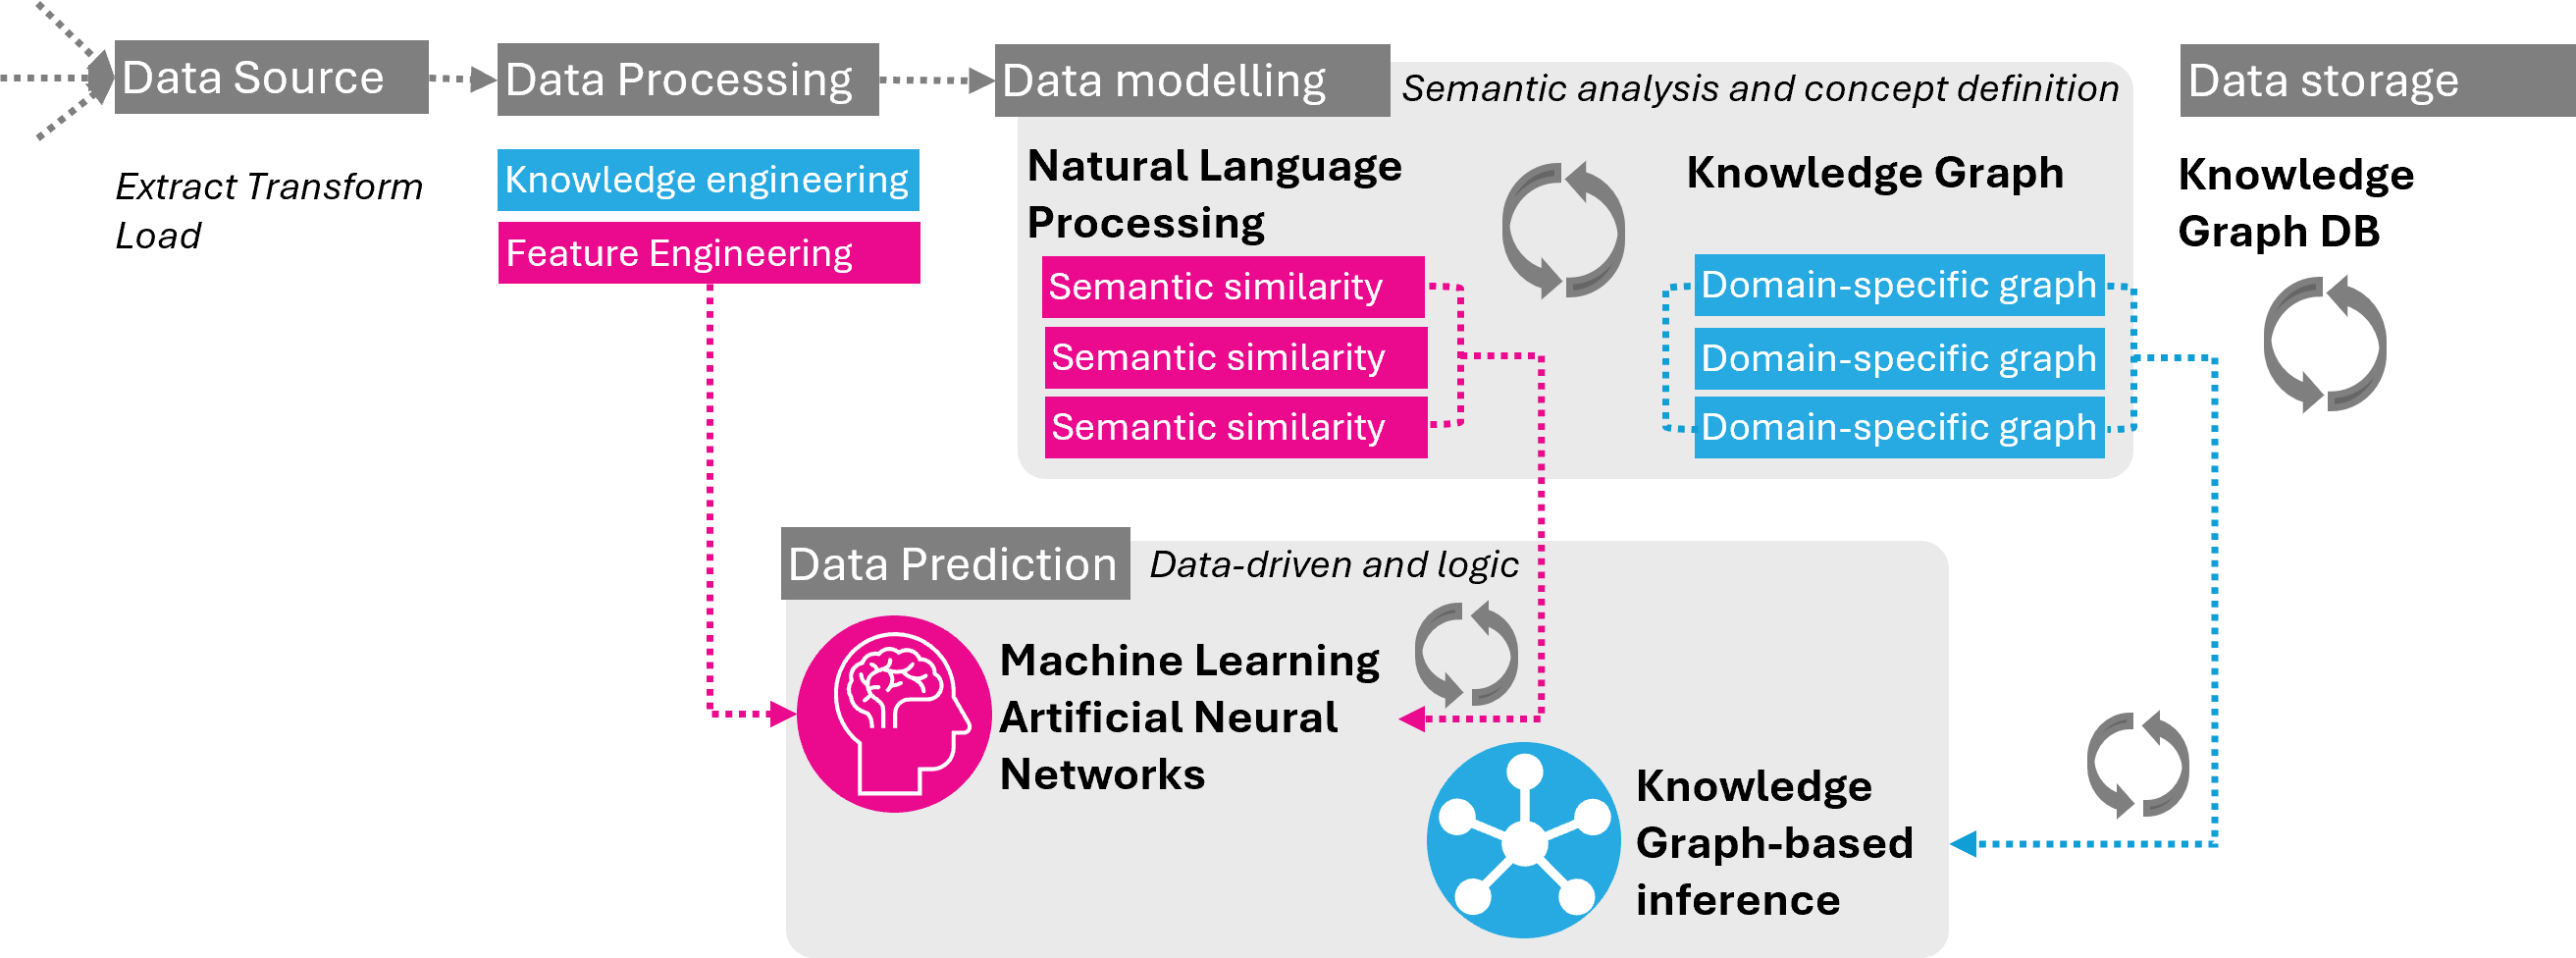 Data Source
Extract Transform
Load
Data Processing
Knowledge engineering
Feature Engineering
Data modelling
Semantic analysis and concept definition
Natural Language
Processing
Semantic similarity
Semantic similarity
Semantic similarity
Knowledge Graph
Domain-specific graph
Domain-specific graph
Domain-specific graph
Data storage
Knowledge
Graph DB
Data Prediction
Data-driven and logic
Machine Learning
Artificial Neural
Networks
Knowledge
Graph-based
inference